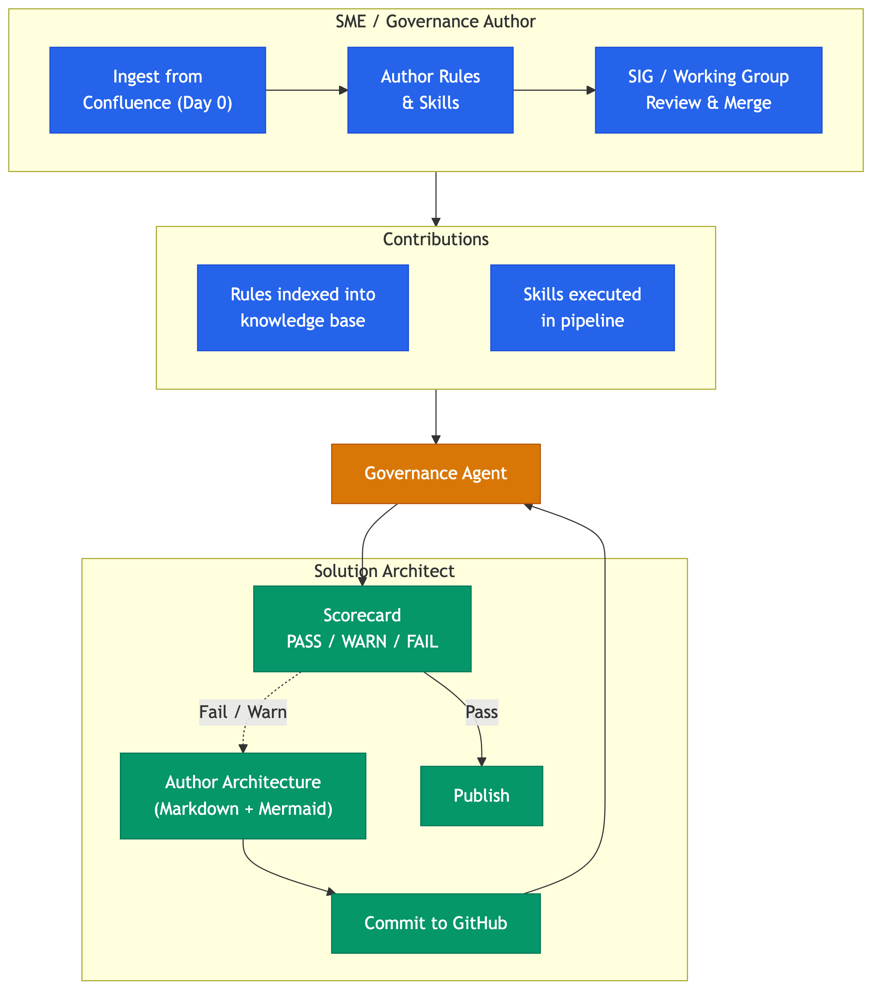 SME / Governance Author
Ingest from
Confluence (Day 0)
Author Rules
& Skills
SIG / Working Group
Review & Merge
Contributions
Rules indexed into
knowledge base
Skills executed
in pipeline
Governance Agent
Solution Architect
Scorecard
PASS / WARN / FAIL
Fail / Warn
Pass
Author Architecture
(Markdown + Mermaid)
Publish
Commit to GitHub